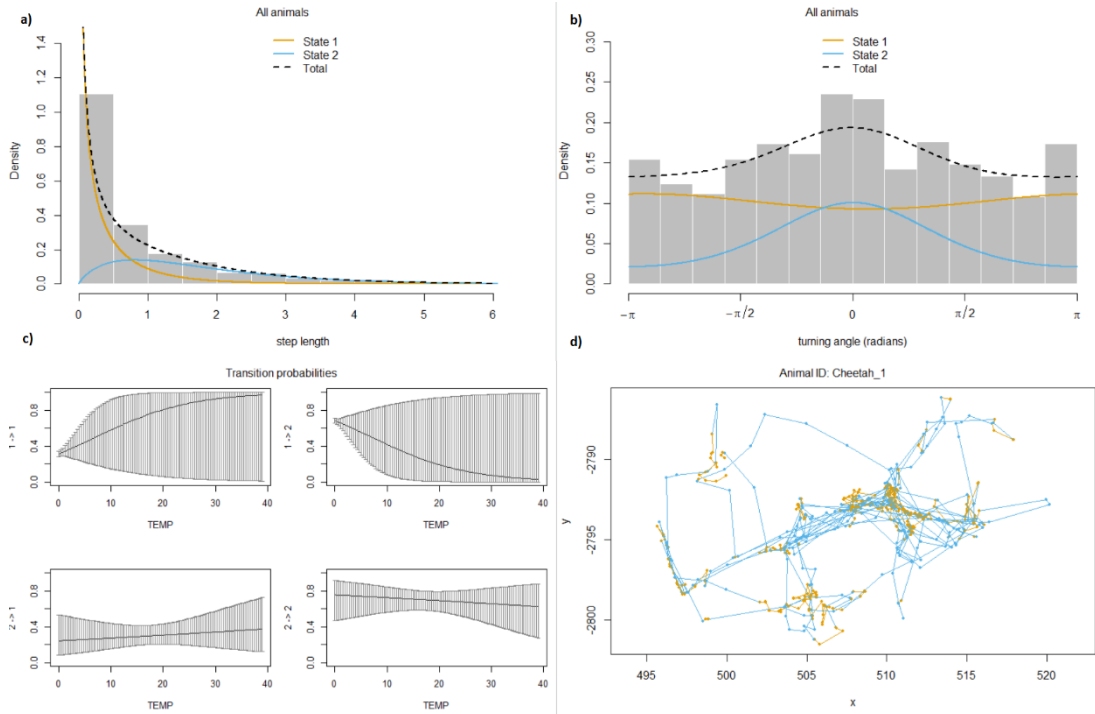 a)
All animals
State 1
State 2
Total
Density
0.0 0.2 0.4 0.6 0.8 1.0 1.2 1.4
0 1 2 3 4 5 6
step length
b)
All animals
State 1
State 2
Total
Density
0.00 0.05 0.10 0.15 0.20 0.25 0.30
−π −π/2 0 π/2 π
turning angle (radians)
c)
Transition probabilities
1 -> 1
0.0 0.4 0.8
0 10 20 30 40
TEMP
1 -> 2
0.0 0.4 0.8
0 10 20 30 40
TEMP
2 -> 1
0.0 0.4 0.8
0 10 20 30 40
TEMP
2 -> 2
0.0 0.4 0.8
0 10 20 30 40
TEMP
d)
Animal ID: Cheetah_1
y
-2800 -2795 -2790
495 500 505 510 515 520
x